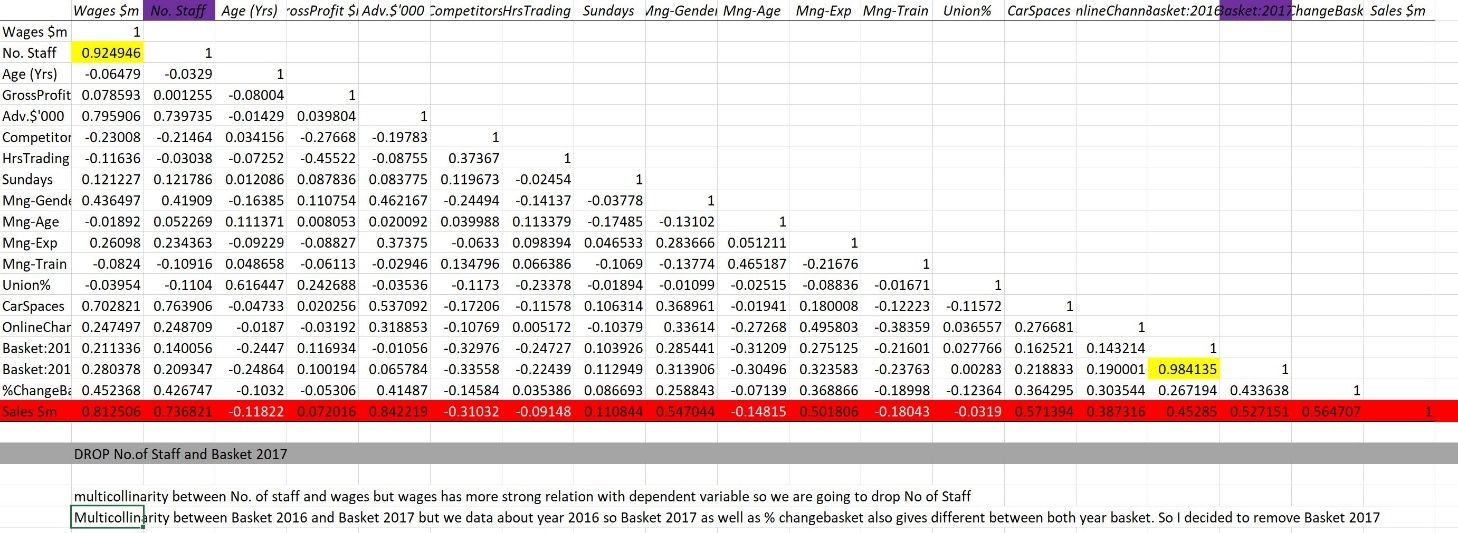 Wages $m No. Staff Age (Yrs) rossProfit $ Adv.$'000 Competitors HrsTrading Sundays Mng-Gender Mng-Age Mng-Exp Mng-Train Union% CarSpaces nlineChann Basket:2016 Basket:2017 ChangeBask Sales $m
Wages $m 1
No. Staff 0.924946 1
Age (Yrs) -0.06479 -0.0329 1
GrossProfit 0.078593 0.001255 -0.08004 1
Adv.$'000 0.795906 0.739735 -0.01429 0.039804 1
Competitor -0.23008 -0.21464 0.034156 -0.27668 -0.19783 1
HrsTrading -0.11636 -0.03038 -0.07252 -0.45522 -0.08755 0.37367 1
Sundays 0.121227 0.121786 0.012086 0.087836 0.083775 0.119673 -0.02454 1
Mng-Gende 0.436497 0.41909 -0.16385 0.110754 0.462167 -0.24494 -0.14137 -0.03778 1
Mng-Age -0.01892 0.052269 0.111371 0.008053 0.020092 0.039988 0.113379 -0.17485 -0.13102 1
Mng-Exp 0.26098 0.234363 -0.09229 -0.08827 0.37375 -0.0633 0.098394 0.046533 0.283666 0.051211 1
Mng-Train -0.0824 -0.10916 0.048658 -0.06113 -0.02946 0.134796 0.066386 -0.1069 -0.13774 0.465187 -0.21676 1
Union% -0.03954 -0.1104 0.616447 0.242688 -0.03536 -0.1173 -0.23378 -0.01894 -0.01099 -0.02515 -0.08836 -0.01671 1
CarSpaces 0.702821 0.763906 -0.04733 0.020256 0.537092 -0.17206 -0.11578 0.106314 0.368961 -0.01941 0.180008 -0.12223 -0.11572 1
OnlineChar 0.247497 0.248709 -0.0187 -0.03192 0.318853 -0.10769 0.005172 -0.10379 0.33614 -0.27268 0.495803 -0.38359 0.036557 0.276681 1
Basket:201 0.211336 0.140056 -0.2447 0.116934 -0.01056 -0.32976 -0.24727 0.103926 0.285441 -0.31209 0.275125 -0.21601 0.027766 0.162521 0.143214 1
Basket:201 0.280378 0.209347 -0.24864 0.100194 0.065784 -0.33558 -0.22439 0.112949 0.313906 -0.30496 0.323583 -0.23763 0.00283 0.218833 0.190001 0.984135 1
%ChangeBa 0.452368 0.426747 -0.1032 -0.05306 0.41487 -0.14584 0.035386 0.086693 0.258843 -0.07139 0.368866 -0.18998 -0.12364 0.364295 0.303544 0.267194 0.433638 1
Sales $m 0.812506 0.736821 -0.11822 0.072016 0.842219 -0.31032 -0.09148 0.110844 0.547044 -0.14815 0.501806 -0.18043 -0.0319 0.571394 0.387316 0.45285 0.527151 0.564707 1
DROP No.of Staff and Basket 2017
multicollinarity between No. of staff and wages but wages has more strong relation with dependent variable so we are going to drop No of Staff
Multicollinarity between Basket 2016 and Basket 2017 but we data about year 2016 so Basket 2017 as well as % changebasket also gives different between both year basket. So I decided to remove Basket 2017